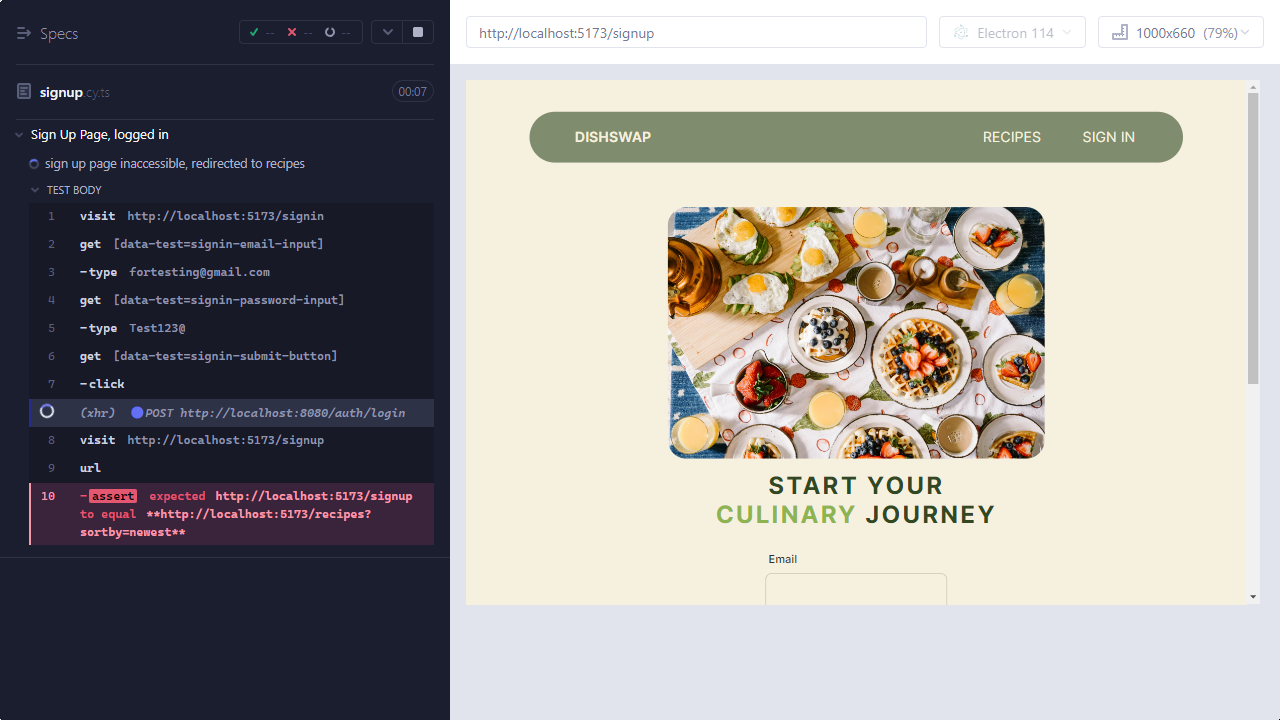 Specs
-- -- --
signup.cy.ts
00:07
Sign Up Page, logged in
sign up page inaccessible, redirected to recipes
TEST BODY
1 visit http://localhost:5173/signin
2 get [data-test=signin-email-input]
3 -type fortesting@gmail.com
4 get [data-test=signin-password-input]
5 -type Test123@
6 get [data-test=signin-submit-button]
7 -click
(xhr) POST http://localhost:8080/auth/login
8 visit http://localhost:5173/signup
9 url
10 -assert expected http://localhost:5173/signup
to equal **http://localhost:5173/recipes?
sortby=newest**
http://localhost:5173/signup
Electron 114
1000x660 (79%)
DISHSWAP
RECIPES
SIGN IN
START YOUR
CULINARY JOURNEY
Email